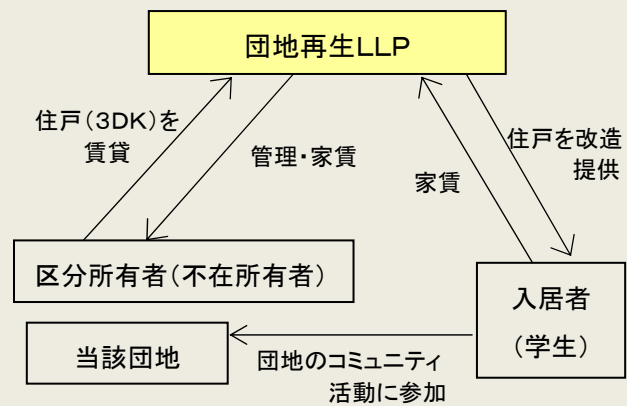 団地再生LLP
住戸(3DK)を
賃貸
管理・家賃
家賃
住戸を改造
提供
区分所有者(不在所有者)
入居者
(学生)
当該団地
団地のコミュニティ
活動に参加